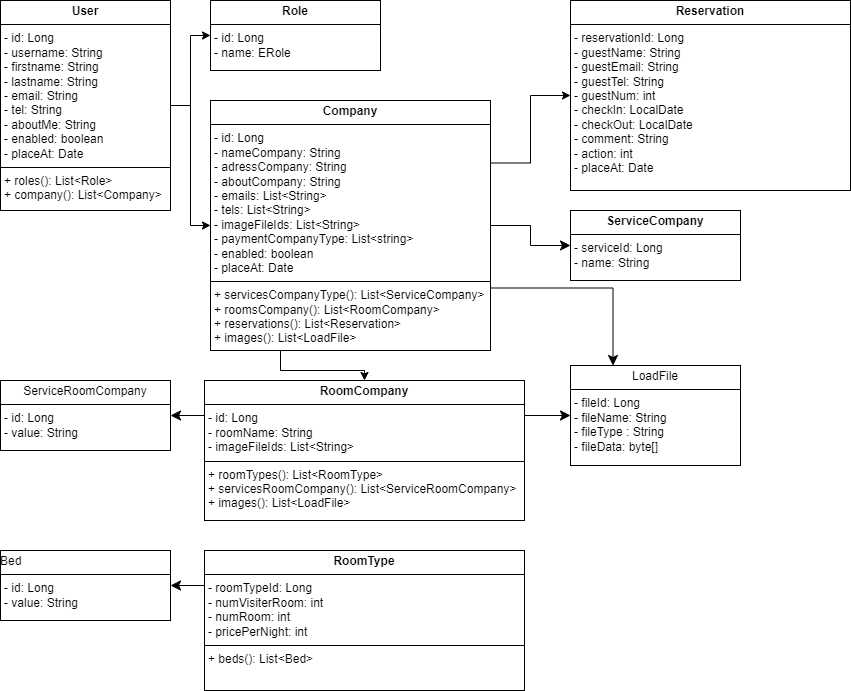 User
- id: Long
- username: String
- firstname: String
- lastname: String
- email: String
- tel: String
- aboutMe: String
- enabled: boolean
- placeAt: Date
+ roles(): List<Role>
+ company(): List<Company>
Role
- id: Long
- name: ERole
Company
- id: Long
- nameCompany: String
- adressCompany: String
- aboutCompany: String
- emails: List<String>
- tels: List<String>
- imageFileIds: List<String>
- paymentCompanyType: List<string>
- enabled: boolean
- placeAt: Date
+ servicesCompanyType(): List<ServiceCompany>
+ roomsCompany(): List<RoomCompany>
+ reservations(): List<Reservation>
+ images(): List<LoadFile>
Reservation
- reservationId: Long
- guestName: String
- guestEmail: String
- guestTel: String
- guestNum: int
- checkIn: LocalDate
- checkOut: LocalDate
- comment: String
- action: int
- placeAt: Date
ServiceCompany
- serviceId: Long
- name: String
ServiceRoomCompany
- id: Long
- value: String
RoomCompany
- id: Long
- roomName: String
- imageFileIds: List<String>
+ roomTypes(): List<RoomType>
+ servicesRoomCompany(): List<ServiceRoomCompany>
+ images(): List<LoadFile>
LoadFile
- fileId: Long
- fileName: String
- fileType : String
- fileData: byte[]
Bed
- id: Long
- value: String
RoomType
- roomTypeId: Long
- numVisiterRoom: int
- numRoom: int
- pricePerNight: int
+ beds(): List<Bed>